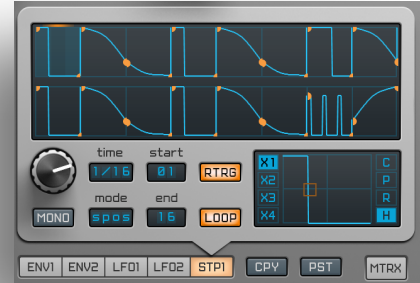 time start
1/16 01 RTRG
mode end
MONO spos 16 LOOP
X1 C
X2 P
X3 R
X4 H
ENV1 ENV2 LFO1 LFO2 STP1 CPY PST MTRX